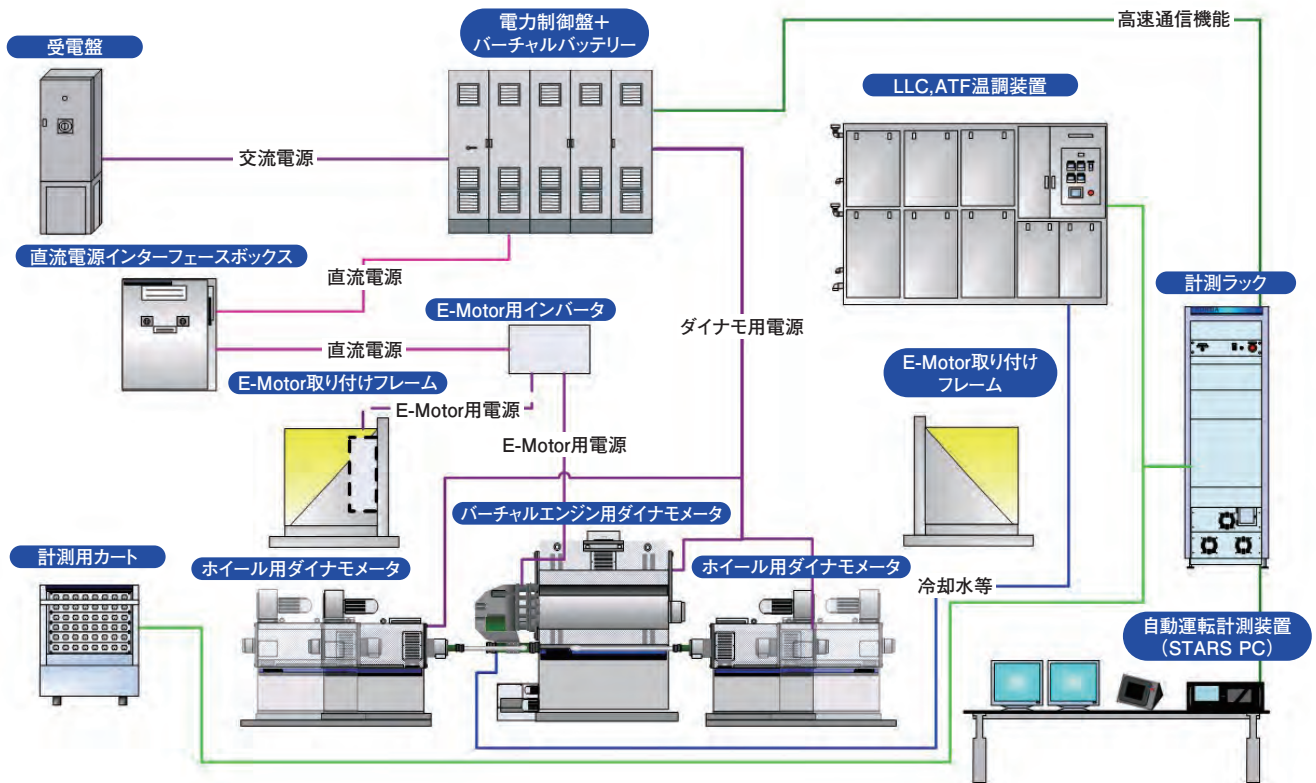 受電盤
電力制御盤＋
バーチャルバッテリー
高速通信機能
LLC,ATF温調装置
交流電源
直流電源インターフェースボックス
直流電源
E-Motor用インバータ
ダイナモ用電源
計測ラック
直流電源
E-Motor取り付けフレーム
E-Motor取り付け
フレーム
E-Motor用電源
E-Motor用電源
バーチャルエンジン用ダイナモメータ
計測用カート
ホイール用ダイナモメータ
ホイール用ダイナモメータ
冷却水等
自動運転計測装置
（STARS PC）